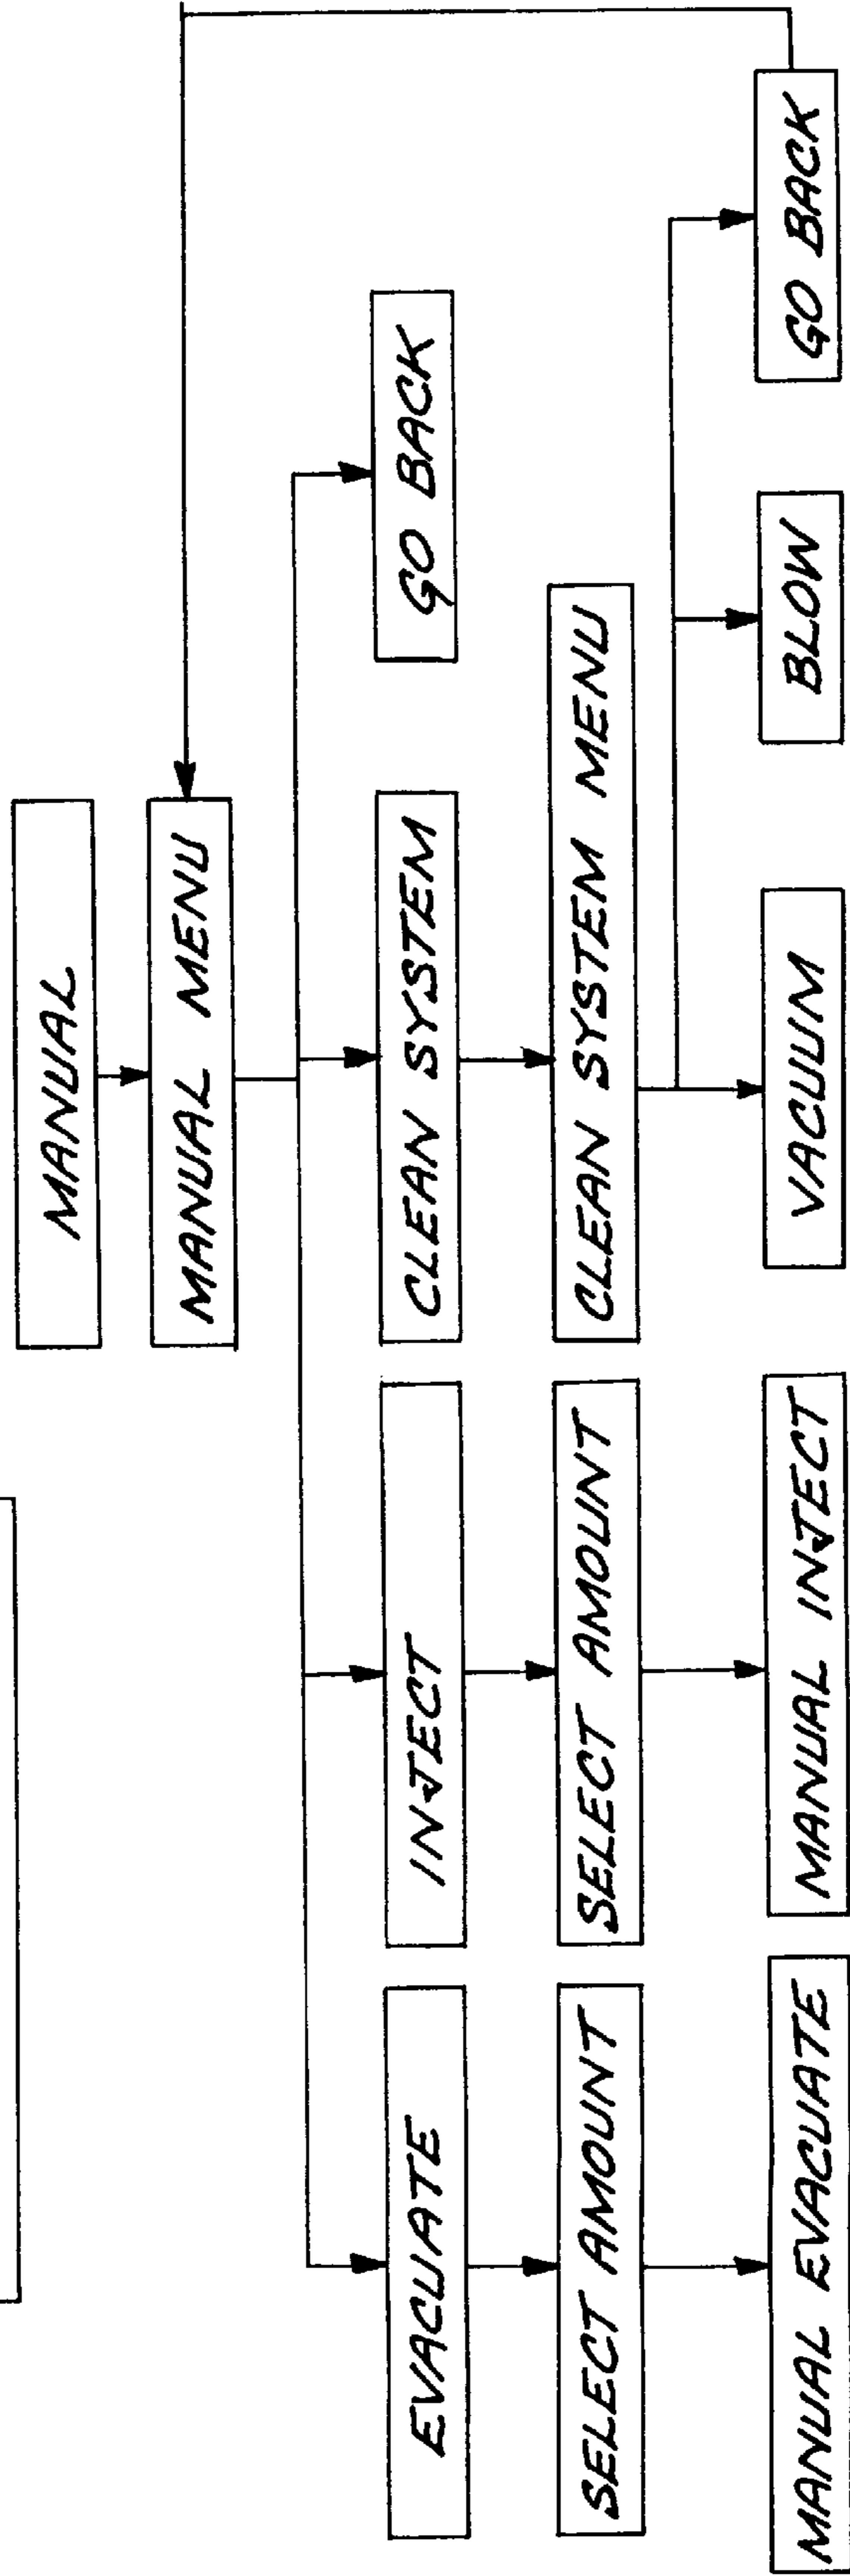 MANUAL
MANUAL MENU
EVACUATE
INJECT
CLEAN SYSTEM
GO BACK
SELECT AMOUNT
SELECT AMOUNT
CLEAN SYSTEM MENU
MANUAL EVACUATE
MANUAL INJECT
VACUUM
BLOW
GO BACK